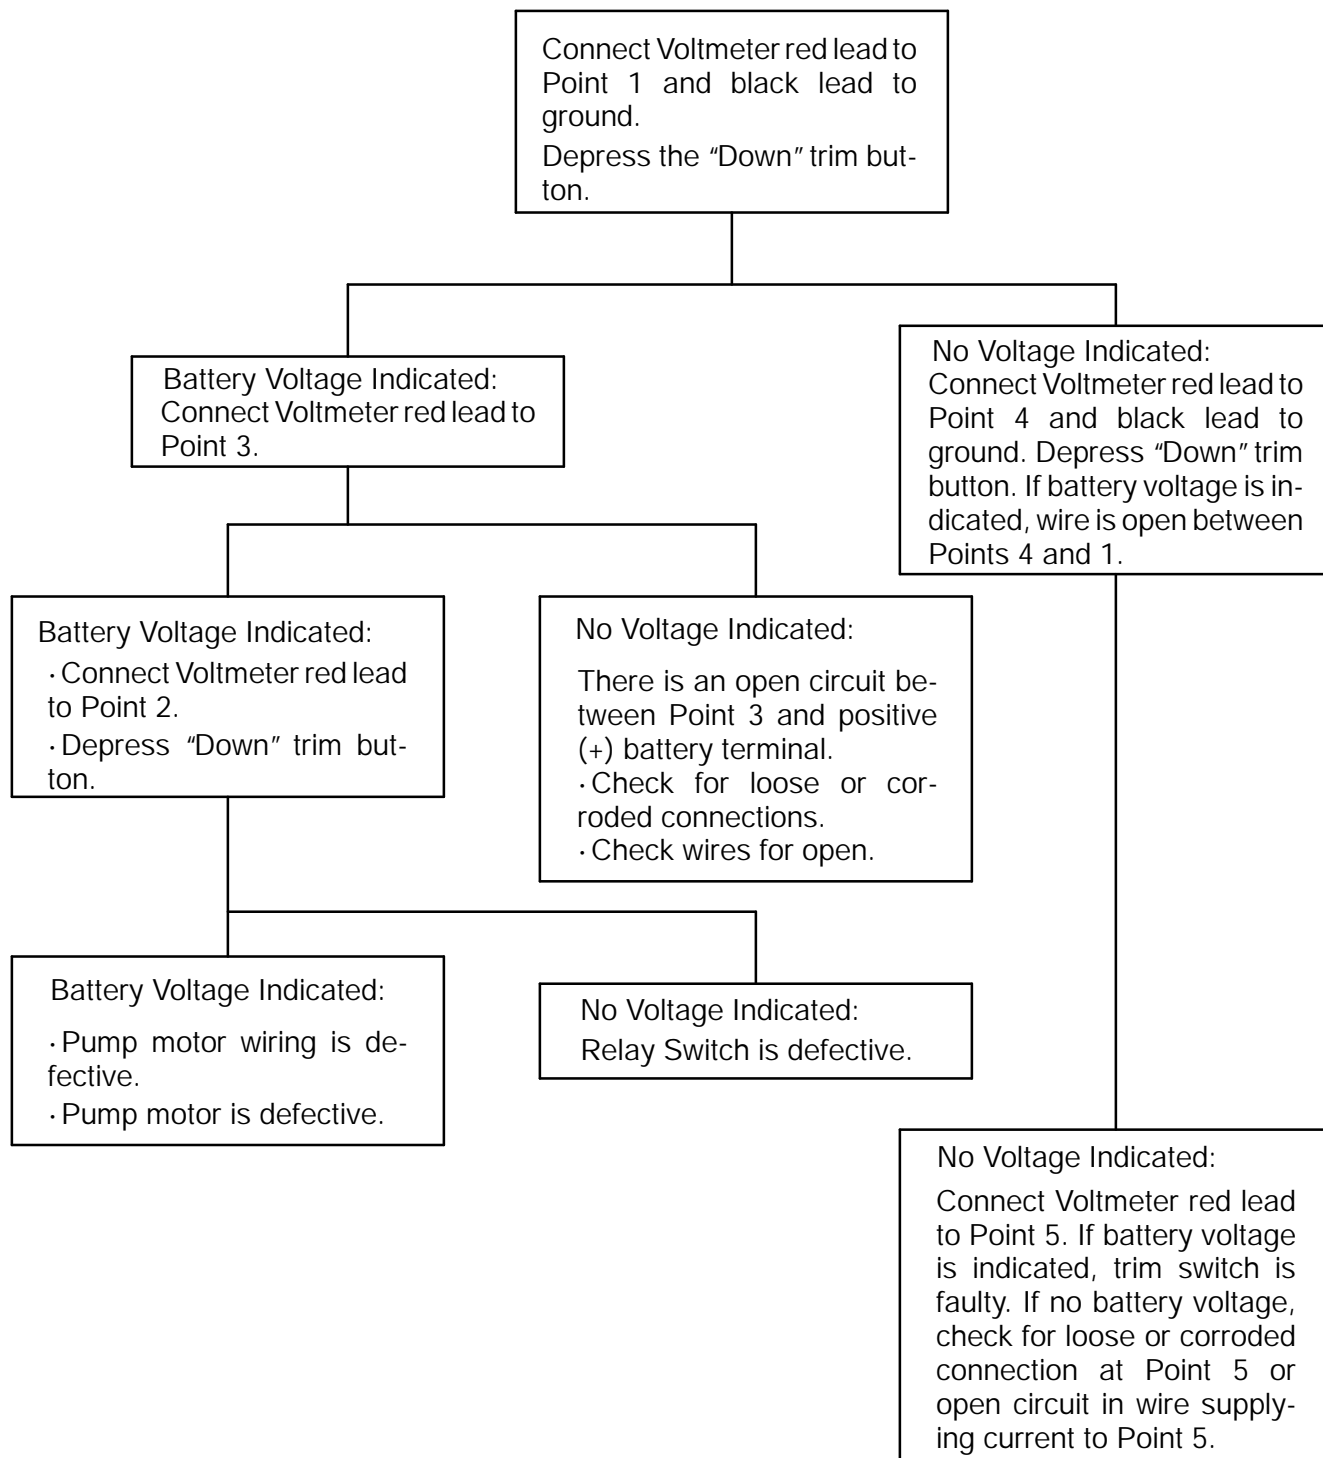 Connect Voltmeter red lead to
Point 1 and black lead to
ground.
Depress the “Down” trim but-
ton.
Battery Voltage Indicated:
Connect Voltmeter red lead to
Point 3.
No Voltage Indicated:
Connect Voltmeter red lead to
Point 4 and black lead to
ground. Depress “Down” trim
button. If battery voltage is in-
dicated, wire is open between
Points 4 and 1.
Battery Voltage Indicated:
· Connect Voltmeter red lead
to Point 2.
· Depress “Down” trim but-
ton.
No Voltage Indicated:
There is an open circuit be-
tween Point 3 and positive
(+) battery terminal.
· Check for loose or cor-
roded connections.
· Check wires for open.
Battery Voltage Indicated:
· Pump motor wiring is de-
fective.
· Pump motor is defective.
No Voltage Indicated:
Relay Switch is defective.
No Voltage Indicated:
Connect Voltmeter red lead
to Point 5. If battery voltage
is indicated, trim switch is
faulty. If no battery voltage,
check for loose or corroded
connection at Point 5 or
open circuit in wire supply-
ing current to Point 5.